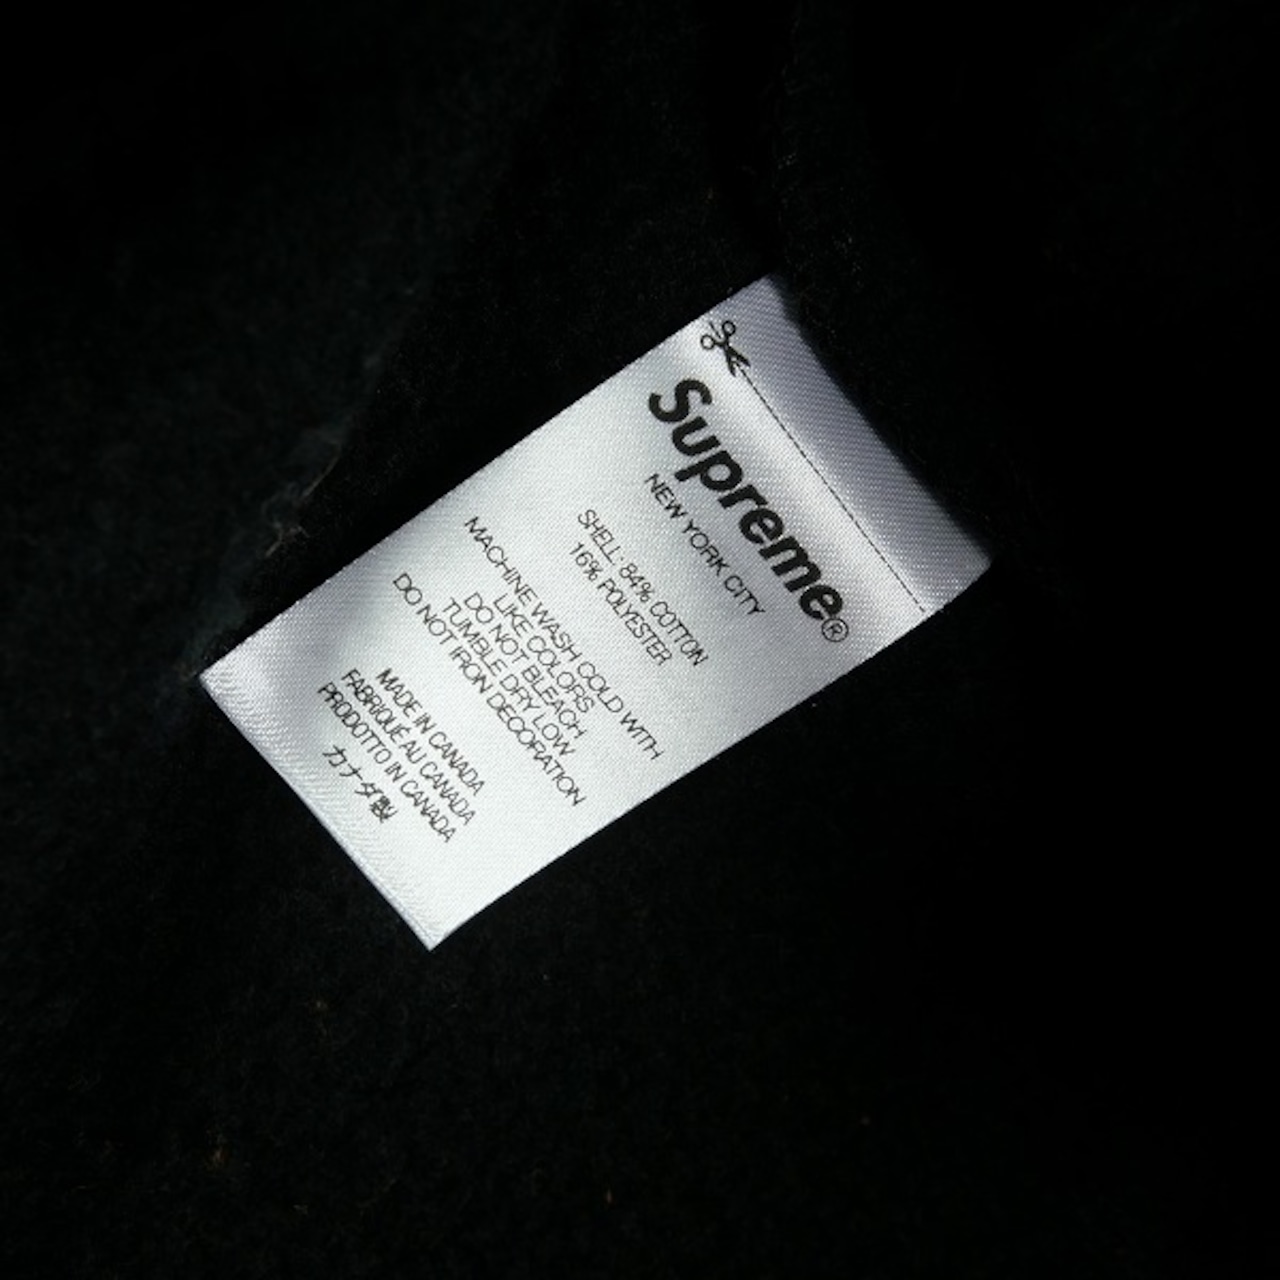 Supreme®
NEW YORK CITY
SHELL: 84% COTTON
16% POLYESTER
MACHINE WASH COLD WITH
LIKE COLORS
DO NOT BLEACH
TUMBLE DRY LOW
DO NOT IRON DECORATION
MADE IN CANADA
FABRIQUÉ AU CANADA
PRODOTTO IN CANADA
カナダ製